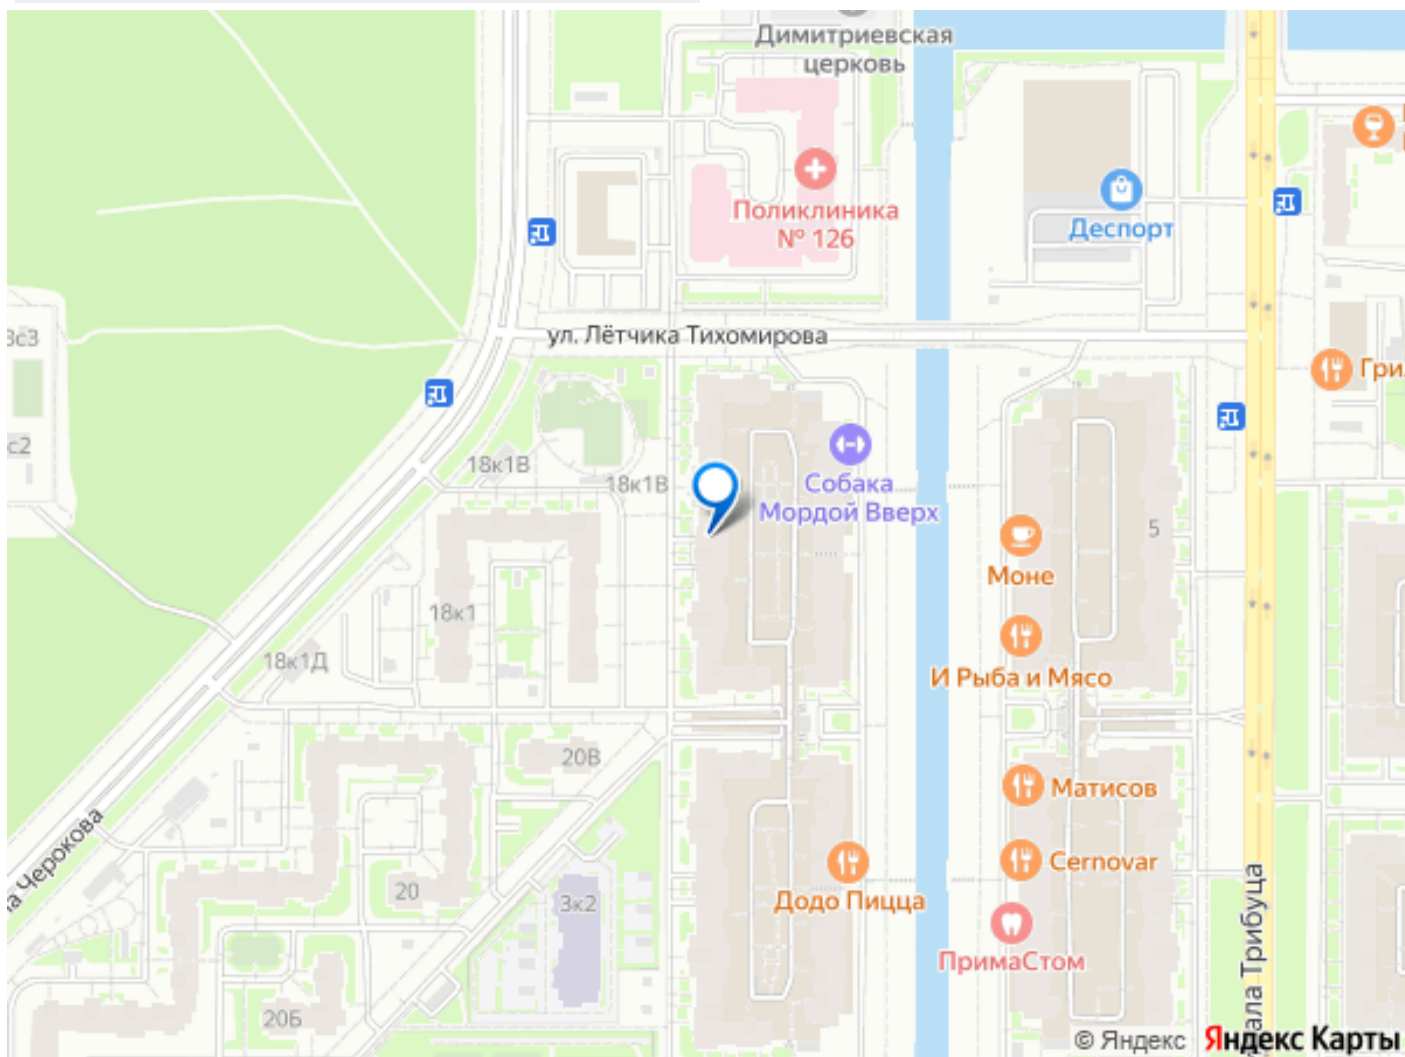 Димитриевская
церковь
Поликлиника
№ 126
Деспорт
ул. Лётчика Тихомирова
3с3
Гри
с2
18к1В
18к1В
Собака
Мордой Вверх
5
Моне
18к1
18к1Д
И Рыба и Мясо
20В
Матисов
на Черокова
20
3к2
Додо Пицца
Cernovar
ПримаСтом
ала Трибуца
20Б
© Яндекс Яндекс Карты